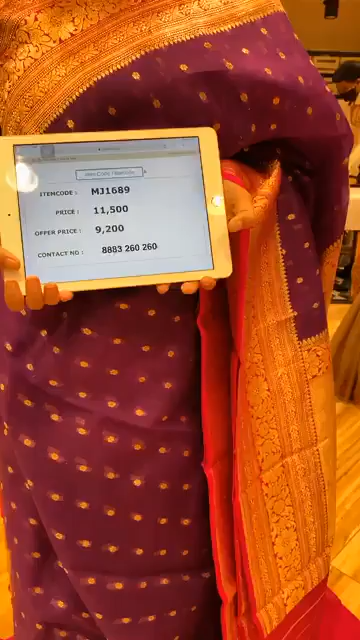 ITEMCODE : MJ1689
PRICE : 11,500
OFFER PRICE : 9,200
CONTACT NO : 8883 260 260